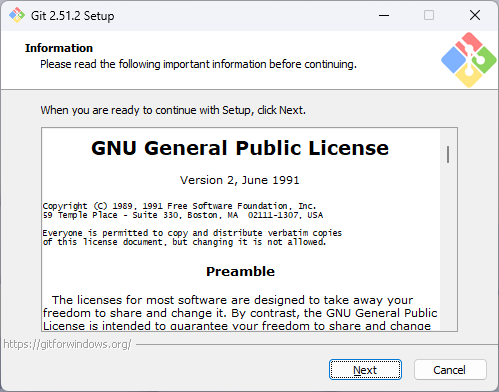 Git 2.51.2 Setup
Information
Please read the following important information before continuing.
When you are ready to continue with Setup, click Next.
GNU General Public License
Version 2, June 1991
Copyright (C) 1989, 1991 Free Software Foundation, Inc.
59 Temple Place - Suite 330, Boston, MA  02111-1307, USA
Everyone is permitted to copy and distribute verbatim copies
of this license document, but changing it is not allowed.
Preamble
The licenses for most software are designed to take away your
freedom to share and change it. By contrast, the GNU General Public
License is intended to guarantee your freedom to share and change
https://gitforwindows.org/
Next
Cancel